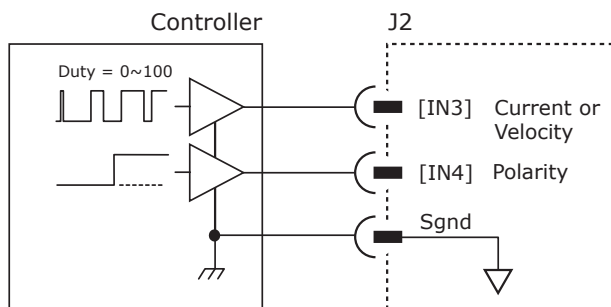 Controller
J2
Duty = 0~100
[IN3]
Current or
Velocity
[IN4]
Polarity
Sgnd